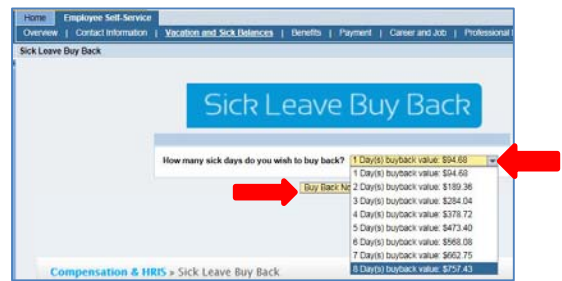 Home Employee Self-Service
Overview | Contact Information | Vacation and Sick Balances | Benefits | Payment | Career and Job | Professional
Sick Leave Buy Back
Sick Leave Buy Back
How many sick days do you wish to buy back? 1 Day(s) buyback value: $94.68
1 Day(s) buyback value: $94.68
Buy Back 2 Day(s) buyback value: $189.36
3 Day(s) buyback value: $284.04
4 Day(s) buyback value: $378.72
5 Day(s) buyback value: $473.40
6 Day(s) buyback value: $568.08
7 Day(s) buyback value: $662.75
8 Day(s) buyback value: $757.43
Compensation & HRIS » Sick Leave Buy Back